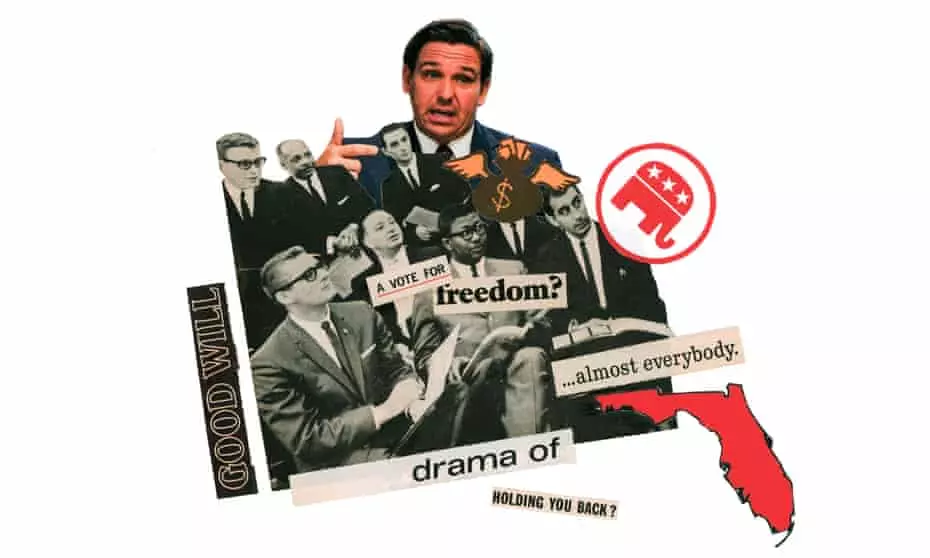 $
A VOTE FOR
freedom?
...almost everybody.
GOOD WILL
drama of
HOLDING YOU BACK?